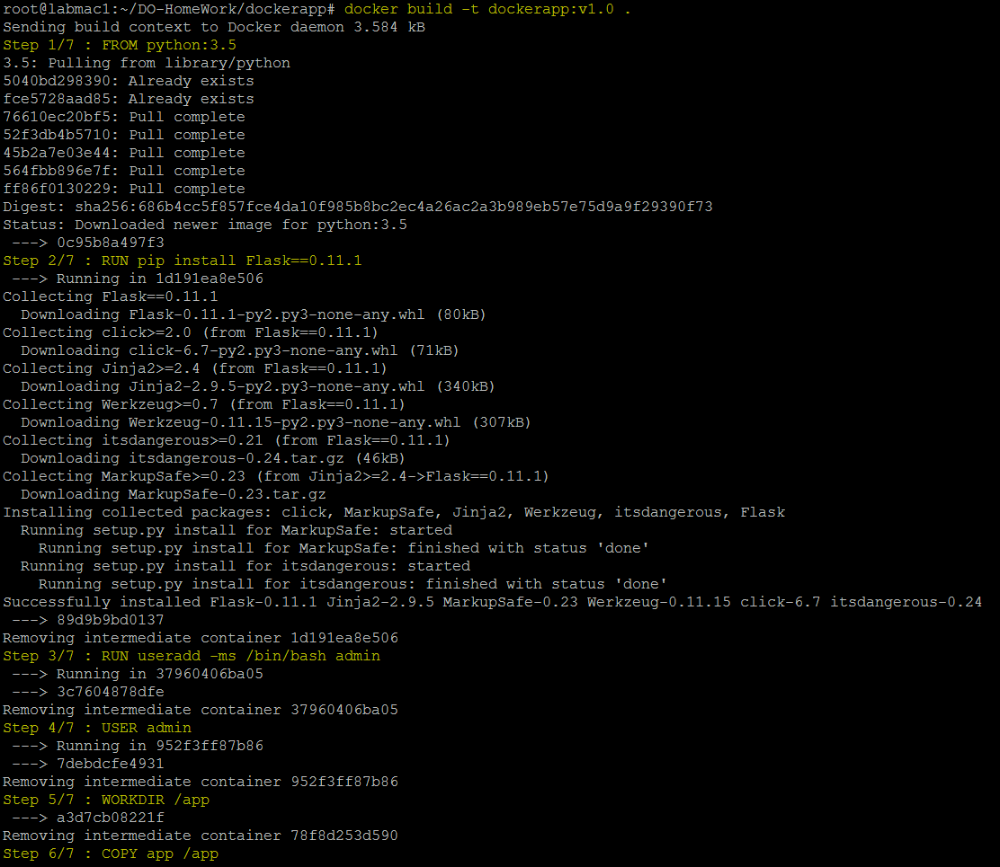 root@labmac1:~/DO-HomeWork/dockerapp# docker build -t dockerapp:v1.0 .
Sending build context to Docker daemon 3.584 kB
Step 1/7 : FROM python:3.5
3.5: Pulling from library/python
5040bd298390: Already exists
fce5728aad85: Already exists
76610ec20bf5: Pull complete
52f3db4b5710: Pull complete
45b2a7e03e44: Pull complete
564fbb896e7f: Pull complete
ff86f0130229: Pull complete
Digest: sha256:686b4cc5f857fce4da10f985b8bc2ec4a26ac2a3b989eb57e75d9a9f29390f73
Status: Downloaded newer image for python:3.5
 ---> 0c95b8a497f3
Step 2/7 : RUN pip install Flask==0.11.1
 ---> Running in 1d191ea8e506
Collecting Flask==0.11.1
  Downloading Flask-0.11.1-py2.py3-none-any.whl (80kB)
Collecting click>=2.0 (from Flask==0.11.1)
  Downloading click-6.7-py2.py3-none-any.whl (71kB)
Collecting Jinja2>=2.4 (from Flask==0.11.1)
  Downloading Jinja2-2.9.5-py2.py3-none-any.whl (340kB)
Collecting Werkzeug>=0.7 (from Flask==0.11.1)
  Downloading Werkzeug-0.11.15-py2.py3-none-any.whl (307kB)
Collecting itsdangerous>=0.21 (from Flask==0.11.1)
  Downloading itsdangerous-0.24.tar.gz (46kB)
Collecting MarkupSafe>=0.23 (from Jinja2>=2.4->Flask==0.11.1)
  Downloading MarkupSafe-0.23.tar.gz
Installing collected packages: click, MarkupSafe, Jinja2, Werkzeug, itsdangerous, Flask
  Running setup.py install for MarkupSafe: started
    Running setup.py install for MarkupSafe: finished with status 'done'
  Running setup.py install for itsdangerous: started
    Running setup.py install for itsdangerous: finished with status 'done'
Successfully installed Flask-0.11.1 Jinja2-2.9.5 MarkupSafe-0.23 Werkzeug-0.11.15 click-6.7 itsdangerous-0.24
 ---> 89d9b9bd0137
Removing intermediate container 1d191ea8e506
Step 3/7 : RUN useradd -ms /bin/bash admin
 ---> Running in 37960406ba05
 ---> 3c7604878dfe
Removing intermediate container 37960406ba05
Step 4/7 : USER admin
 ---> Running in 952f3ff87b86
 ---> 7debdcfe4931
Removing intermediate container 952f3ff87b86
Step 5/7 : WORKDIR /app
 ---> a3d7cb08221f
Removing intermediate container 78f8d253d590
Step 6/7 : COPY app /app